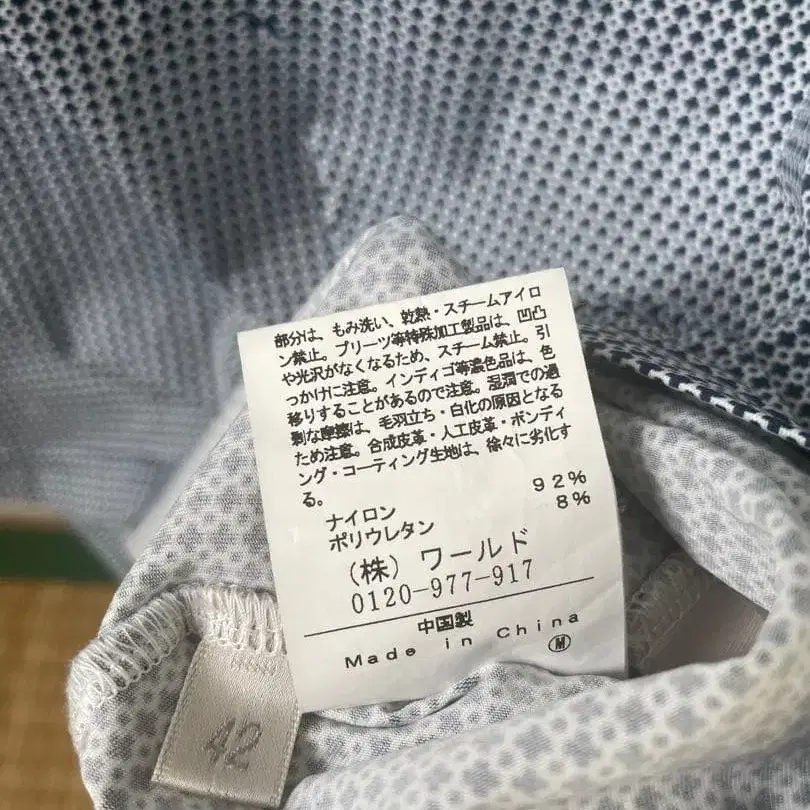 部分は、もみ洗い、乾熱・スチームアイロ
ン禁止。プリーツ等特殊加工製品は、凹凸
や光沢がなくなるため、スチーム禁止。引
っかけに注意。インディゴ等濃色品は、色
移りすることがあるので注意。湿潤での過
剰な摩擦は、毛羽立ち・白化の原因となる
ため注意。合成皮革・人工皮革・ボンディ
ング・コーティング生地は、徐々に劣化す
る。
ナイロン 92%
ポリウレタン 8%
(株) ワールド
0120-977-917
中国製
Made in China
M
42